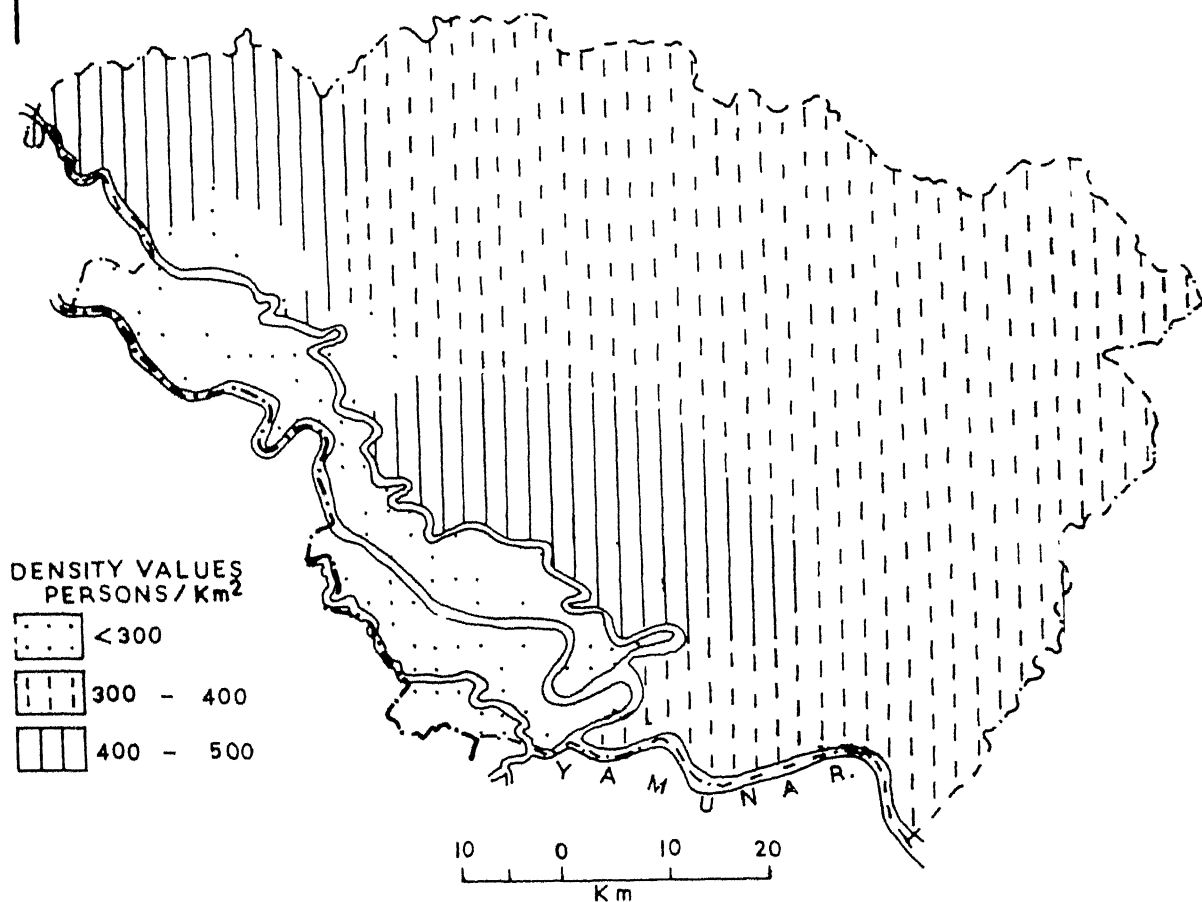 DENSITY VALUES
PERSONS/Km²
<300
300 - 400
400 - 500
YAMUNA R.
10 0 10 20
Km